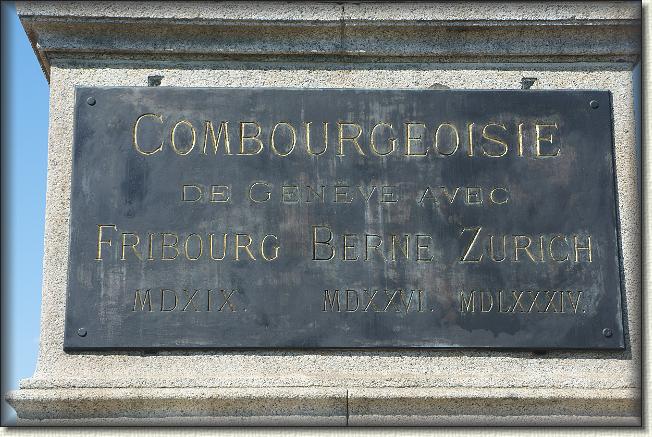 COMBOURGEOISIE
DE GENÈVE AVEC
FRIBOURG BERNE ZURICH
MDXIX. MDXXVI. MDLXXXIV.